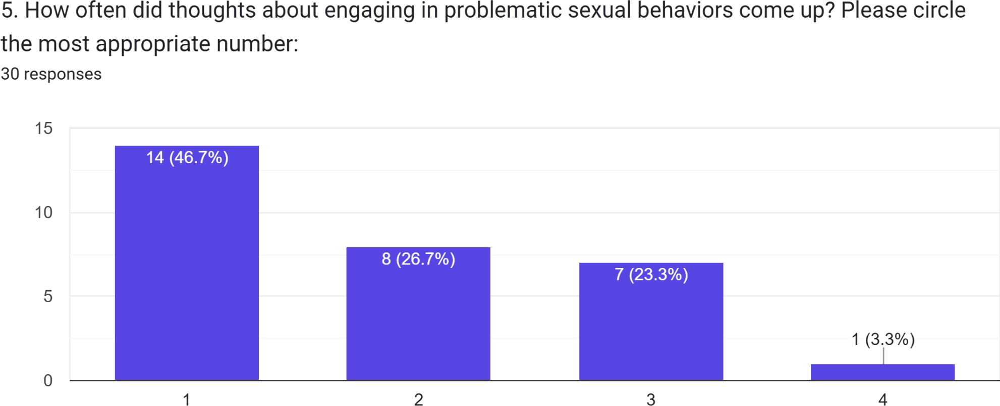 5. How often did thoughts about engaging in problematic sexual behaviors come up? Please circle
the most appropriate number:
30 responses
15
14 (46.7%)
10
8 (26.7%)
7 (23.3%)
5
1 (3.3%)
0
1 2 3 4